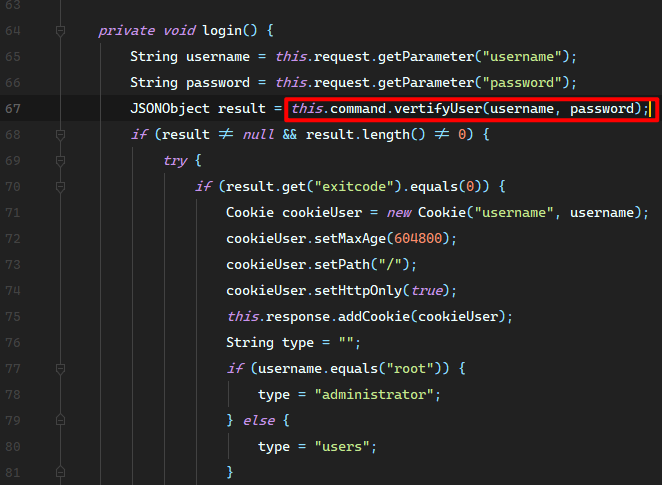 63
64 private void login() {
65 String username = this.request.getParameter("username");
66 String password = this.request.getParameter("password");
67 JSONObject result = this.command.vertifyUser(username, password);
68 if (result ≠ null && result.length() ≠ 0) {
69 try {
70 if (result.get("exitcode").equals(0)) {
71 Cookie cookieUser = new Cookie("username", username);
72 cookieUser.setMaxAge(604800);
73 cookieUser.setPath("/");
74 cookieUser.setHttpOnly(true);
75 this.response.addCookie(cookieUser);
76 String type = "";
77 if (username.equals("root")) {
78 type = "administrator";
79 } else {
80 type = "users";
81 }